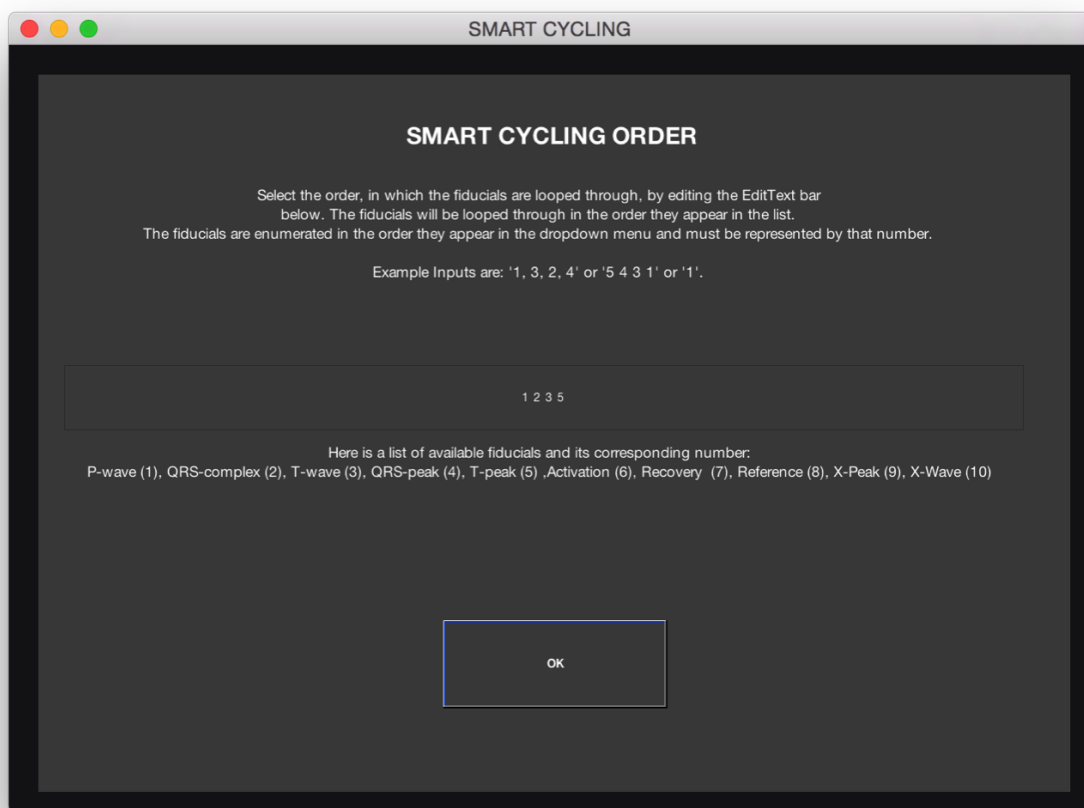 SMART CYCLING
SMART CYCLING ORDER
Select the order, in which the fiducials are looped through, by editing the EditText bar
below. The fiducials will be looped through in the order they appear in the list.
The fiducials are enumerated in the order they appear in the dropdown menu and must be represented by that number.
Example Inputs are: '1, 3, 2, 4' or '5 4 3 1' or '1'.
1 2 3 5
Here is a list of available fiducials and its corresponding number:
P-wave (1), QRS-complex (2), T-wave (3), QRS-peak (4), T-peak (5) ,Activation (6), Recovery  (7), Reference (8), X-Peak (9), X-Wave (10)
OK